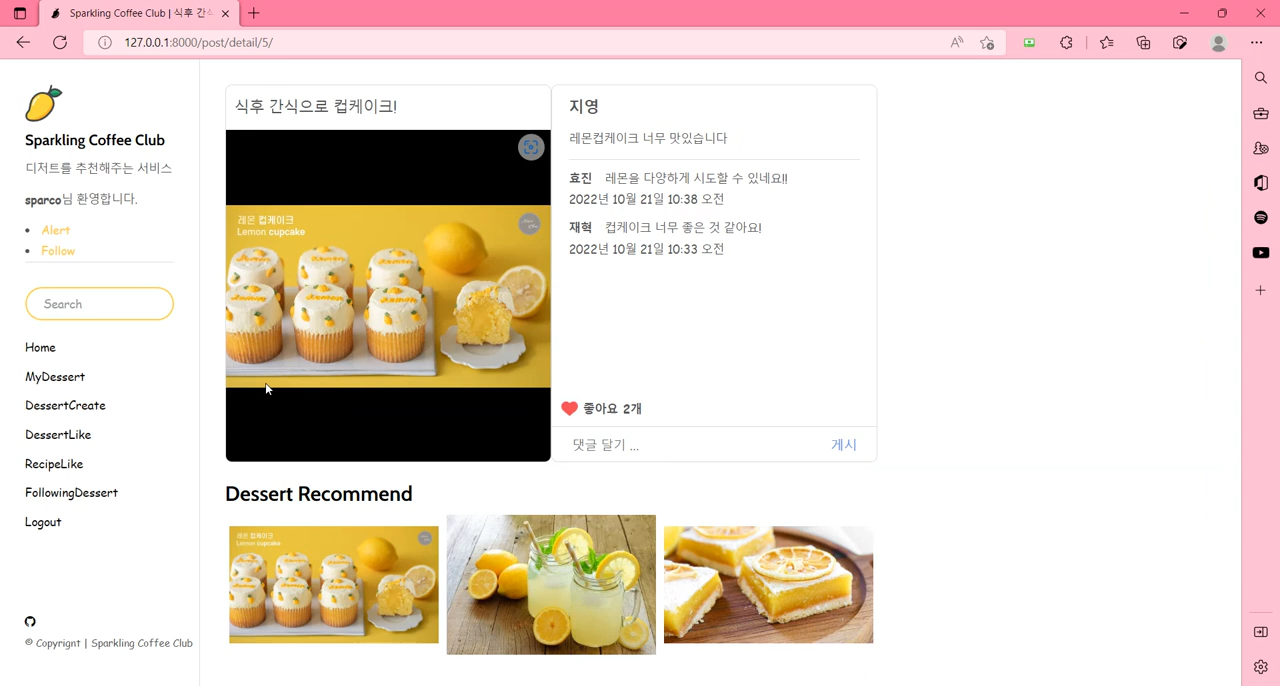 Sparkling Coffee Club | 식후 간식
127.0.0.1:8000/post/detail/5/
Sparkling Coffee Club
디저트를 추천해주는 서비스
sparco님 환영합니다.
Alert
Follow
Search
Home
MyDessert
DessertCreate
DessertLike
RecipeLike
FollowingDessert
Logout
© Copyrignt | Sparkling Coffee Club
식후 간식으로 컵케이크!
레몬 컵케이크
Lemon cupcake
지영
레몬컵케이크 너무 맛있습니다
효진 레몬을 다양하게 시도할 수 있네요!!
2022년 10월 21일 10:38 오전
재혁 컵케이크 너무 좋은 것 같아요!
2022년 10월 21일 10:33 오전
좋아요 2개
댓글 달기 ... 게시
Dessert Recommend
레몬 컵케이크
Lemon cupcake